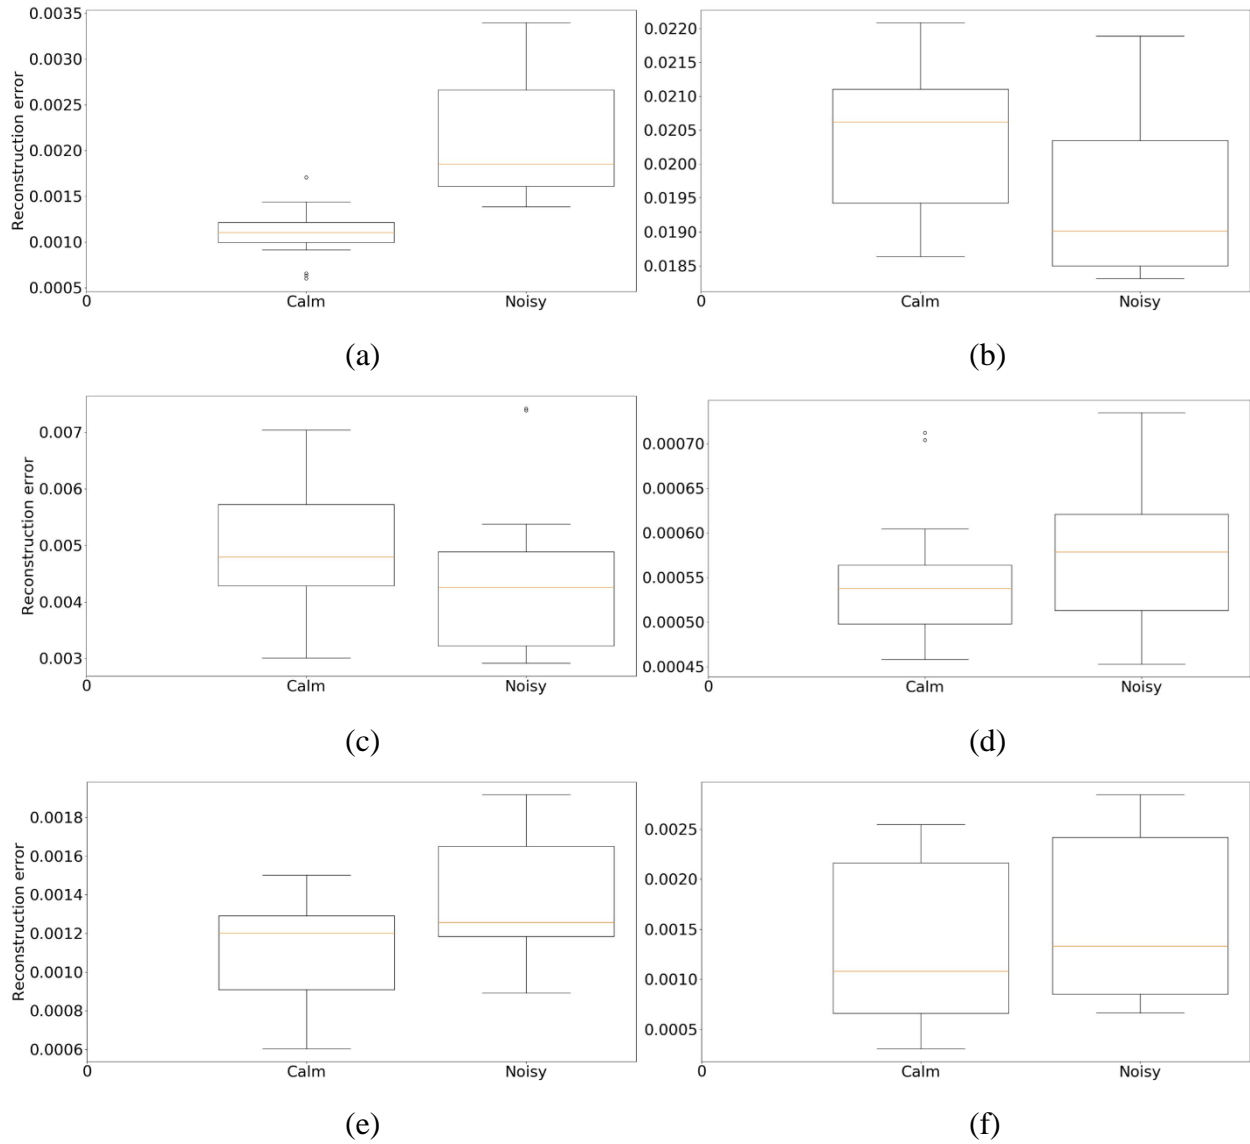 0.0035
0.0030
0.0025
0.0020
0.0015
0.0010
0.0005
Reconstruction error
0 Calm Noisy
(a)
0.0220
0.0215
0.0210
0.0205
0.0200
0.0195
0.0190
0.0185
0 Calm Noisy
(b)
0.007
0.006
0.005
0.004
0.003
Reconstruction error
0 Calm Noisy
(c)
0.00070
0.00065
0.00060
0.00055
0.00050
0.00045
0 Calm Noisy
(d)
0.0018
0.0016
0.0014
0.0012
0.0010
0.0008
0.0006
Reconstruction error
0 Calm Noisy
(e)
0.0025
0.0020
0.0015
0.0010
0.0005
0 Calm Noisy
(f)